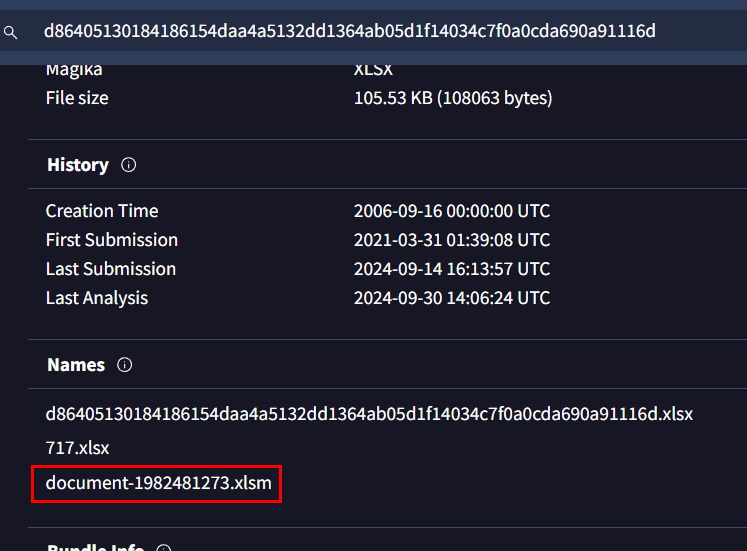 d86405130184186154daa4a5132dd1364ab05d1f14034c7f0a0cda690a91116d
Magika XLSX
File size 105.53 KB (108063 bytes)
History
Creation Time 2006-09-16 00:00:00 UTC
First Submission 2021-03-31 01:39:08 UTC
Last Submission 2024-09-14 16:13:57 UTC
Last Analysis 2024-09-30 14:06:24 UTC
Names
d86405130184186154daa4a5132dd1364ab05d1f14034c7f0a0cda690a91116d.xlsx
717.xlsx
document-1982481273.xlsm
Bundle Info